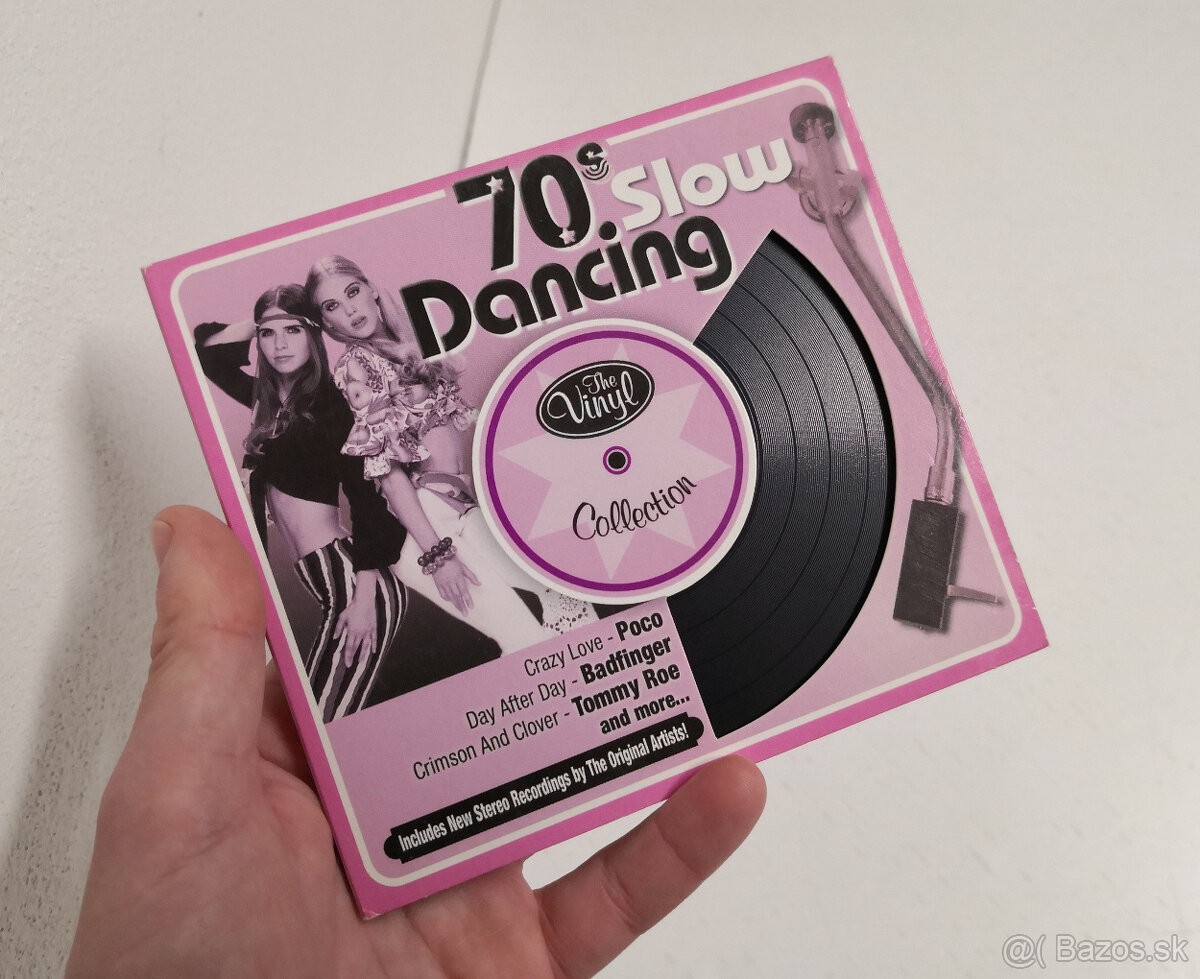 70s Slow
Dancing
The
Vinyl
Collection
Crazy Love - Poco
Day After Day - Badfinger
Crimson And Clover - Tommy Roe
and more...
Includes New Stereo Recordings by The Original Artists!
@( Bazos.sk